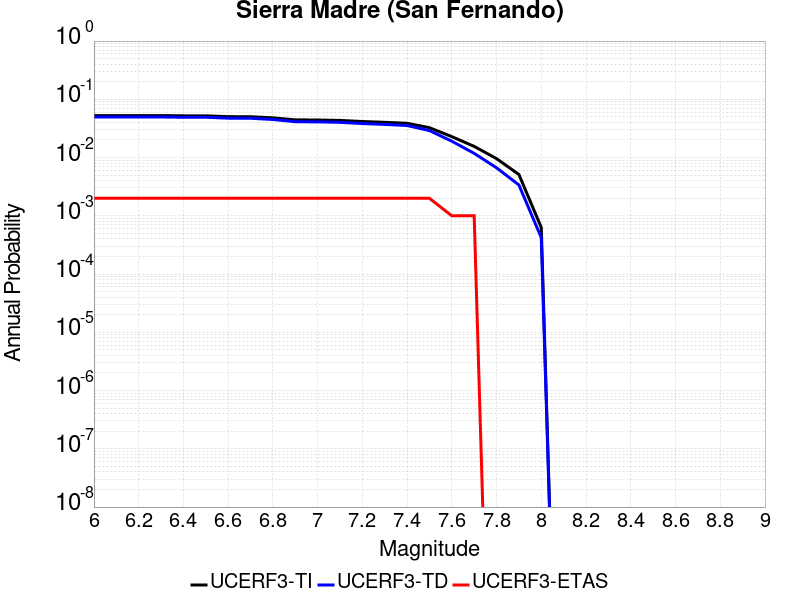 Sierra Madre (San Fernando)
10^0
10^-1
10^-2
10^-3
10^-4
10^-5
10^-6
10^-7
10^-8
Annual Probability
6 6.2 6.4 6.6 6.8 7 7.2 7.4 7.6 7.8 8 8.2 8.4 8.6 8.8 9
Magnitude
UCERF3-TI UCERF3-TD UCERF3-ETAS